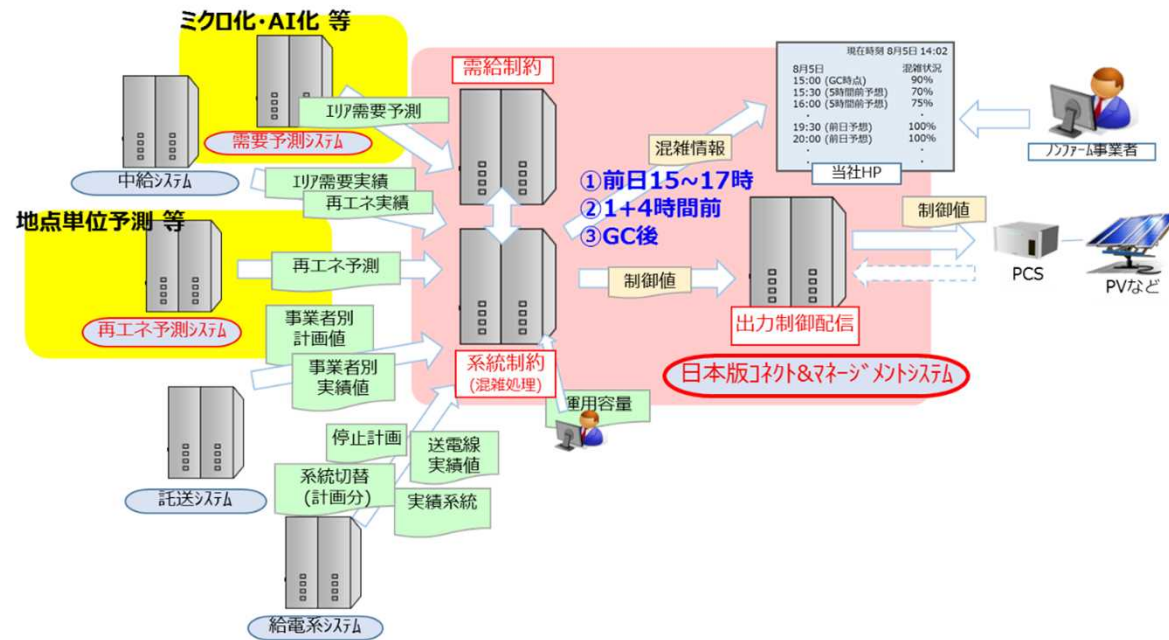 ミクロ化･AI化 等
需給制約
エリア需要予測
需要予測システム
中給システム
エリア需要実績
再エネ実績
地点単位予測 等
再エネ予測
再エネ予測システム
事業者別
計画値
事業者別
実績値
託送システム
停止計画
送電線
実績値
系統切替
(計画分)
実績系統
給電系システム
系統制約
(混雑処理)
運用容量
混雑情報
①前日15~17時
②1+4時間前
③GC後
制御値
出力制御配信
日本版コネクト&マネージメントシステム
現在時刻 8月5日 14:02
8月5日 混雑状況
15:00 (GC時点) 90%
15:30 (5時間前予想) 70%
16:00 (5時間前予想) 75%
・
19:30 (前日予想) 100%
20:00 (前日予想) 100%
・
・
当社HP
ノンファーム事業者
制御値
PCS
PVなど